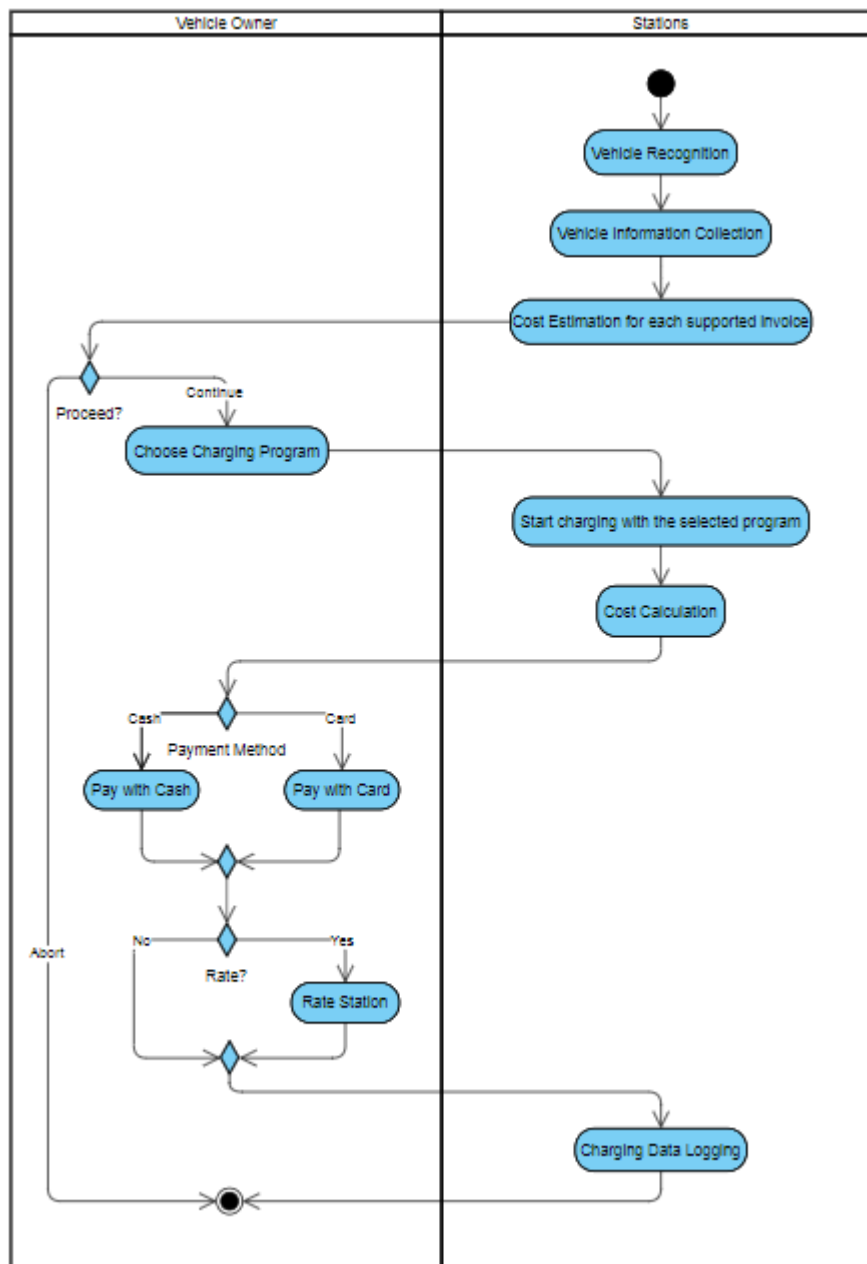 Vehicle Owner
Stations
Vehicle Recognition
Vehicle Information Collection
Cost Estimation for each supported invoice
Continue
Proceed?
Choose Charging Program
Start charging with the selected program
Cost Calculation
Cash
Card
Payment Method
Pay with Cash
Pay with Card
No
Yes
Abort
Rate?
Rate Station
Charging Data Logging